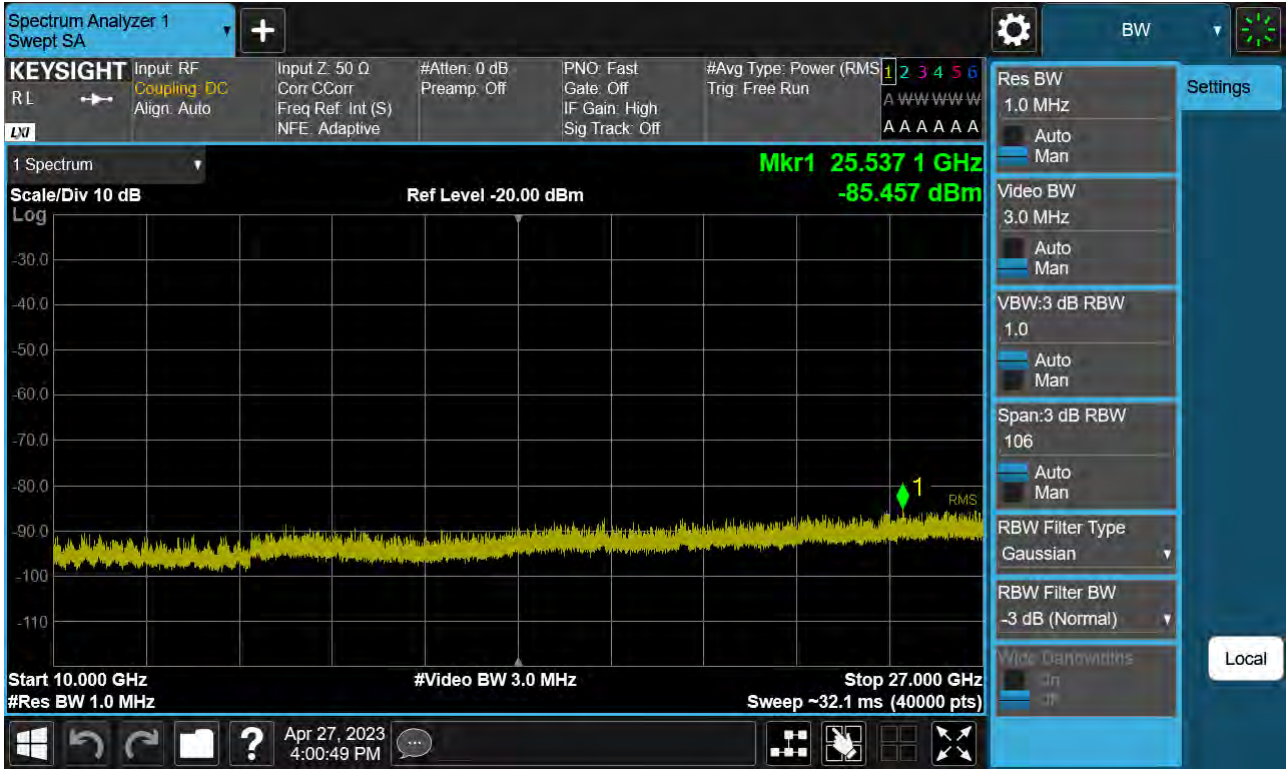 Spectrum Analyzer 1
Swept SA
BW
KEYSIGHT
R L
LXI
Input: RF
Coupling: DC
Align: Auto
Input Z: 50 Ω
Corr CCorr
Freq Ref: Int (S)
NFE: Adaptive
#Atten: 0 dB
Preamp: Off
PNO: Fast
Gate: Off
IF Gain: High
Sig Track: Off
#Avg Type: Power (RMS
Trig: Free Run
1 2 3 4 5 6
A W W W W W
A A A A A A
1 Spectrum
Mkr1 25.537 1 GHz
Scale/Div 10 dB
Ref Level -20.00 dBm
-85.457 dBm
Log
-30.0
-40.0
-50.0
-60.0
-70.0
-80.0
-90.0
-100
-110
1
RMS
Start 10.000 GHz
#Video BW 3.0 MHz
Stop 27.000 GHz
#Res BW 1.0 MHz
Sweep ~32.1 ms (40000 pts)
Apr 27, 2023
4:00:49 PM
Res BW
1.0 MHz
Auto
Man
Video BW
3.0 MHz
Auto
Man
VBW:3 dB RBW
1.0
Auto
Man
Span:3 dB RBW
106
Auto
Man
RBW Filter Type
Gaussian
RBW Filter BW
-3 dB (Normal)
Settings
Local